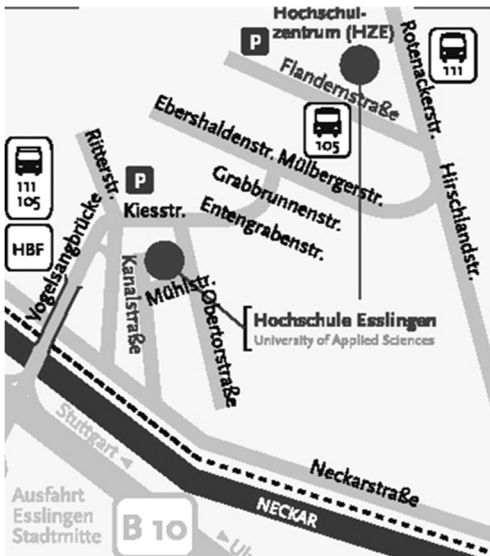 Hochschul-
zentrum (HZE)
P
Rotenackerstr.
111
Flandernstraße
105
Ebershaldenstr.
Mülbergerstr.
Ritterstr.
P
111
105
HBF
Grabbrunnenstr.
Kiesstr.
Entengrabenstr.
Hirschlandstr.
Vogelsangbrücke
Kanalstraße
Mühlstr.
Obertorstraße
Hochschule Esslingen
University of Applied Sciences
Stuttgart
Neckarstraße
NECKAR
Ausfahrt
Esslingen
Stadtmitte
B 10